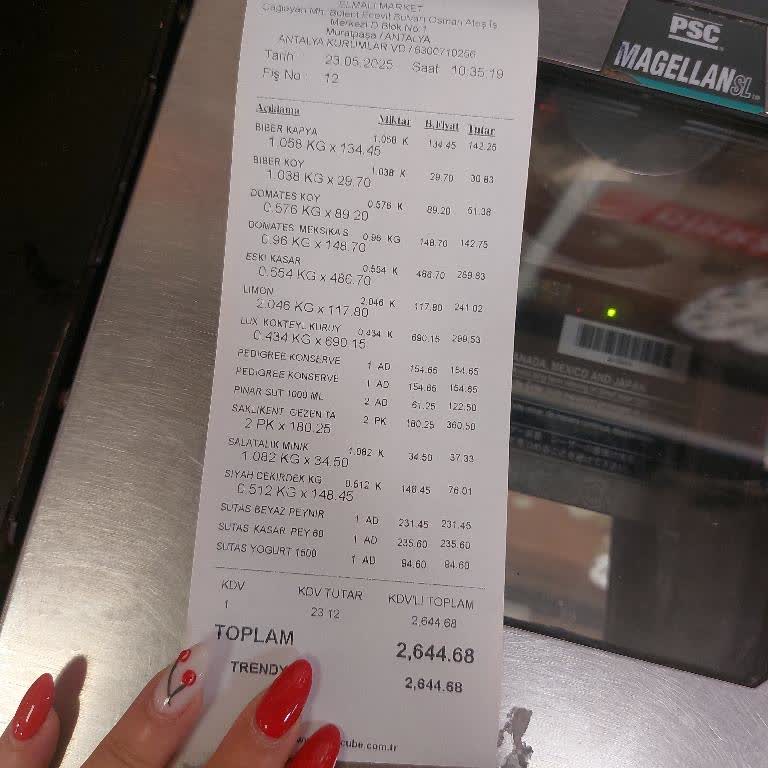 ELMALI MARKET
Çağlayan Mh. Bülent Ecevit Bulvarı Osman Ateş İş
Merkezi D Blok No:1
Muratpaşa / ANTALYA
ANTALYA KURUMLAR VD / 6300710256
Tarih 23.05.2025 Saat 10:35:19
Fiş No 12
Açıklama Miktar B.Fiyat Tutar
BIBER KAPYA 1.058 K 134.45 142.25
1.058 KG x 134.45
BIBER KOY 1.038 K 29.70 30.83
1.038 KG x 29.70
DOMATES KOY 0.576 K 89.20 51.38
0.576 KG x 89.20
DOMATES MEKSIKA S 0.96 KG 148.70 142.75
0.96 KG x 148.70
ESKI KASAR 0.554 K 486.70 269.63
0.554 KG x 486.70
LIMON 2.046 K 117.80 241.02
2.046 KG x 117.80
LUX KOKTEYL KURUY 0.434 K 690.15 299.53
0.434 KG x 690.15
PEDIGREE KONSERVE 1 AD 154.65 154.65
PEDIGREE KONSERVE 1 AD 154.65 154.65
PINAR SUT 1000 ML 2 AD 61.25 122.50
SAKLIKENT GEZEN TA 2 PK 180.25 360.50
2 PK x 180.25
SALATALIK MINIK 1.082 K 34.50 37.33
1.082 KG x 34.50
SIYAH CEKIRDEK KG 0.512 K 148.45 76.01
0.512 KG x 148.45
SUTAS BEYAZ PEYNIR 1 AD 231.45 231.45
SUTAS KASAR PEY 60 1 AD 235.60 235.60
SUTAS YOGURT 1500 1 AD 94.60 94.60
KDV KDV TUTAR KDV'Lİ TOPLAM
1 23.12 2,644.68
TOPLAM 2,644.68
TRENDY 2,644.68
cube.com.tr
PSC
MAGELLAN SL
CANADA, MEXICO AND JAPAN